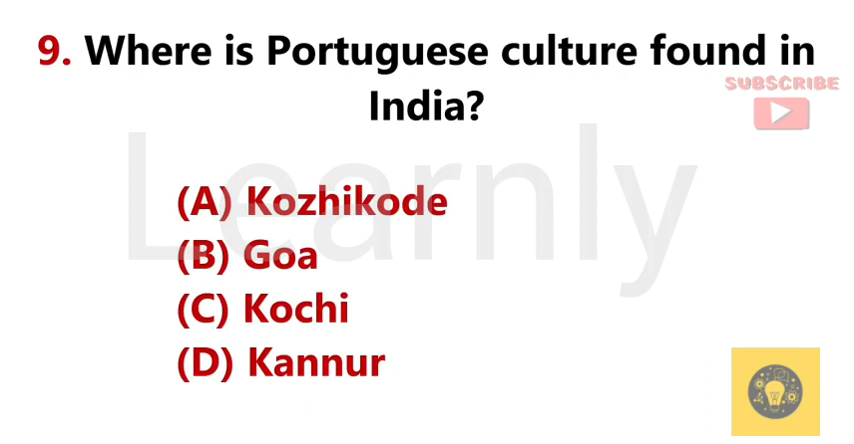 9. Where is Portuguese culture found in
India?
SUBSCRIBE
Learnly
(A) Kozhikode
(B) Goa
(C) Kochi
(D) Kannur